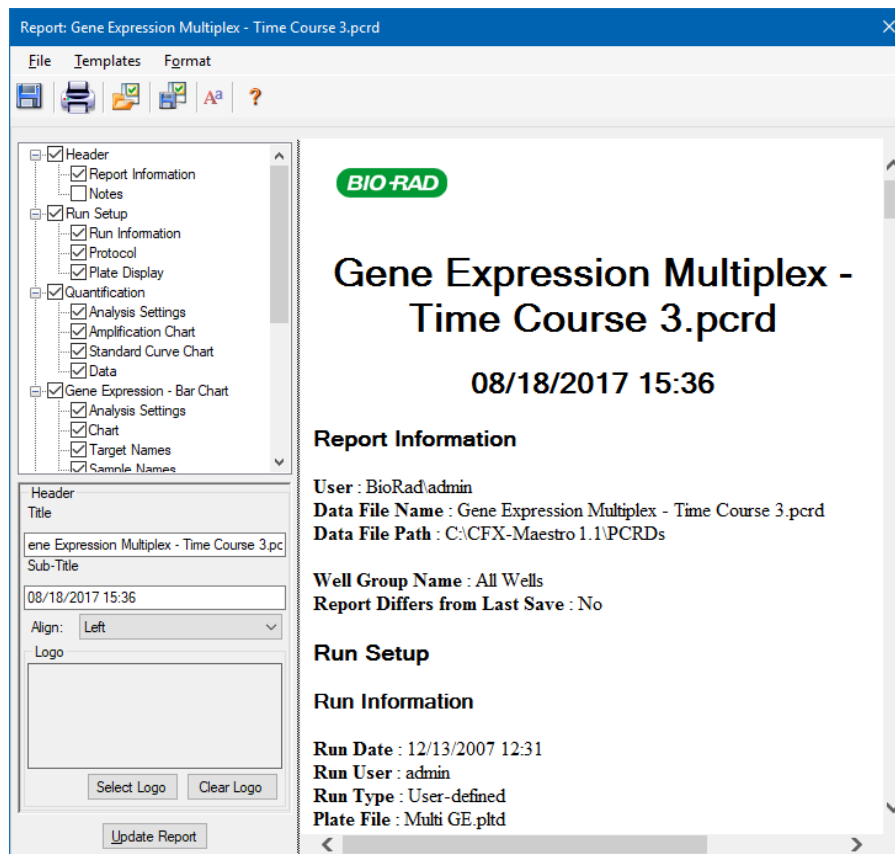 Report: Gene Expression Multiplex - Time Course 3.pcrd
File Templates Format
Aa ?
Header
Report Information
Notes
Run Setup
Run Information
Protocol
Plate Display
Quantification
Analysis Settings
Amplification Chart
Standard Curve Chart
Data
Gene Expression - Bar Chart
Analysis Settings
Chart
Target Names
Sample Names
Header
Title
ene Expression Multiplex - Time Course 3.pc
Sub-Title
08/18/2017 15:36
Align: Left
Logo
Select Logo Clear Logo
Update Report
BIO-RAD
Gene Expression Multiplex -
Time Course 3.pcrd
08/18/2017 15:36
Report Information
User : BioRad\admin
Data File Name : Gene Expression Multiplex - Time Course 3.pcrd
Data File Path : C:\CFX-Maestro 1.1\PCRDs
Well Group Name : All Wells
Report Differs from Last Save : No
Run Setup
Run Information
Run Date : 12/13/2007 12:31
Run User : admin
Run Type : User-defined
Plate File : Multi GE.pltd